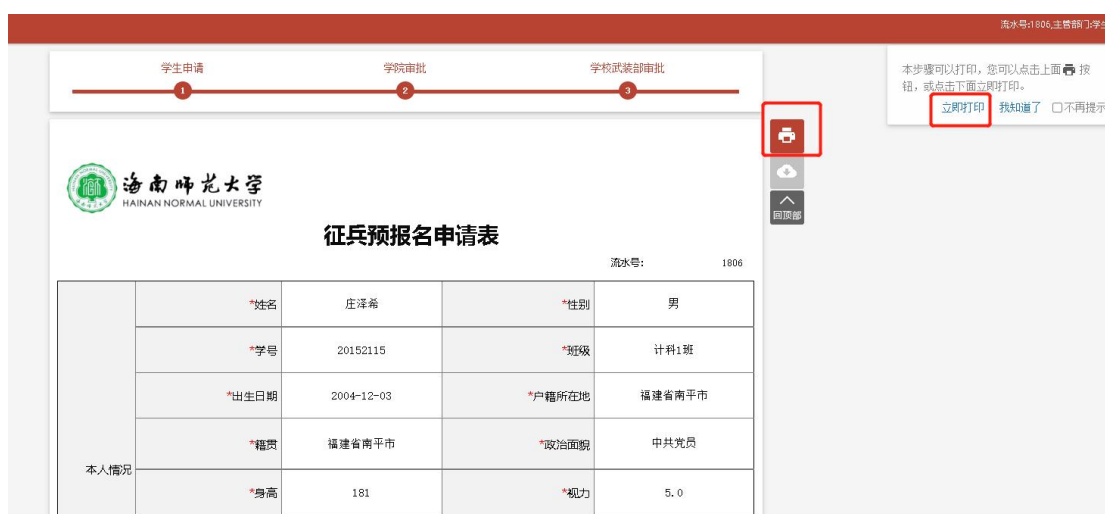 流水号:1806,主管部门:学生
学生申请 学院审批 学校武装部审批
1 2 3
本步骤可以打印，您可以点击上面 按
钮，或点击下面立即打印。
立即打印 我知道了 不再提示
回顶部
海南师范大学
HAINAN NORMAL UNIVERSITY
征兵预报名申请表
流水号: 1806
本人情况
*姓名 庄泽希 *性别 男
*学号 20152115 *班级 计科1班
*出生日期 2004-12-03 *户籍所在地 福建省南平市
*籍贯 福建省南平市 *政治面貌 中共党员
*身高 181 *视力 5.0